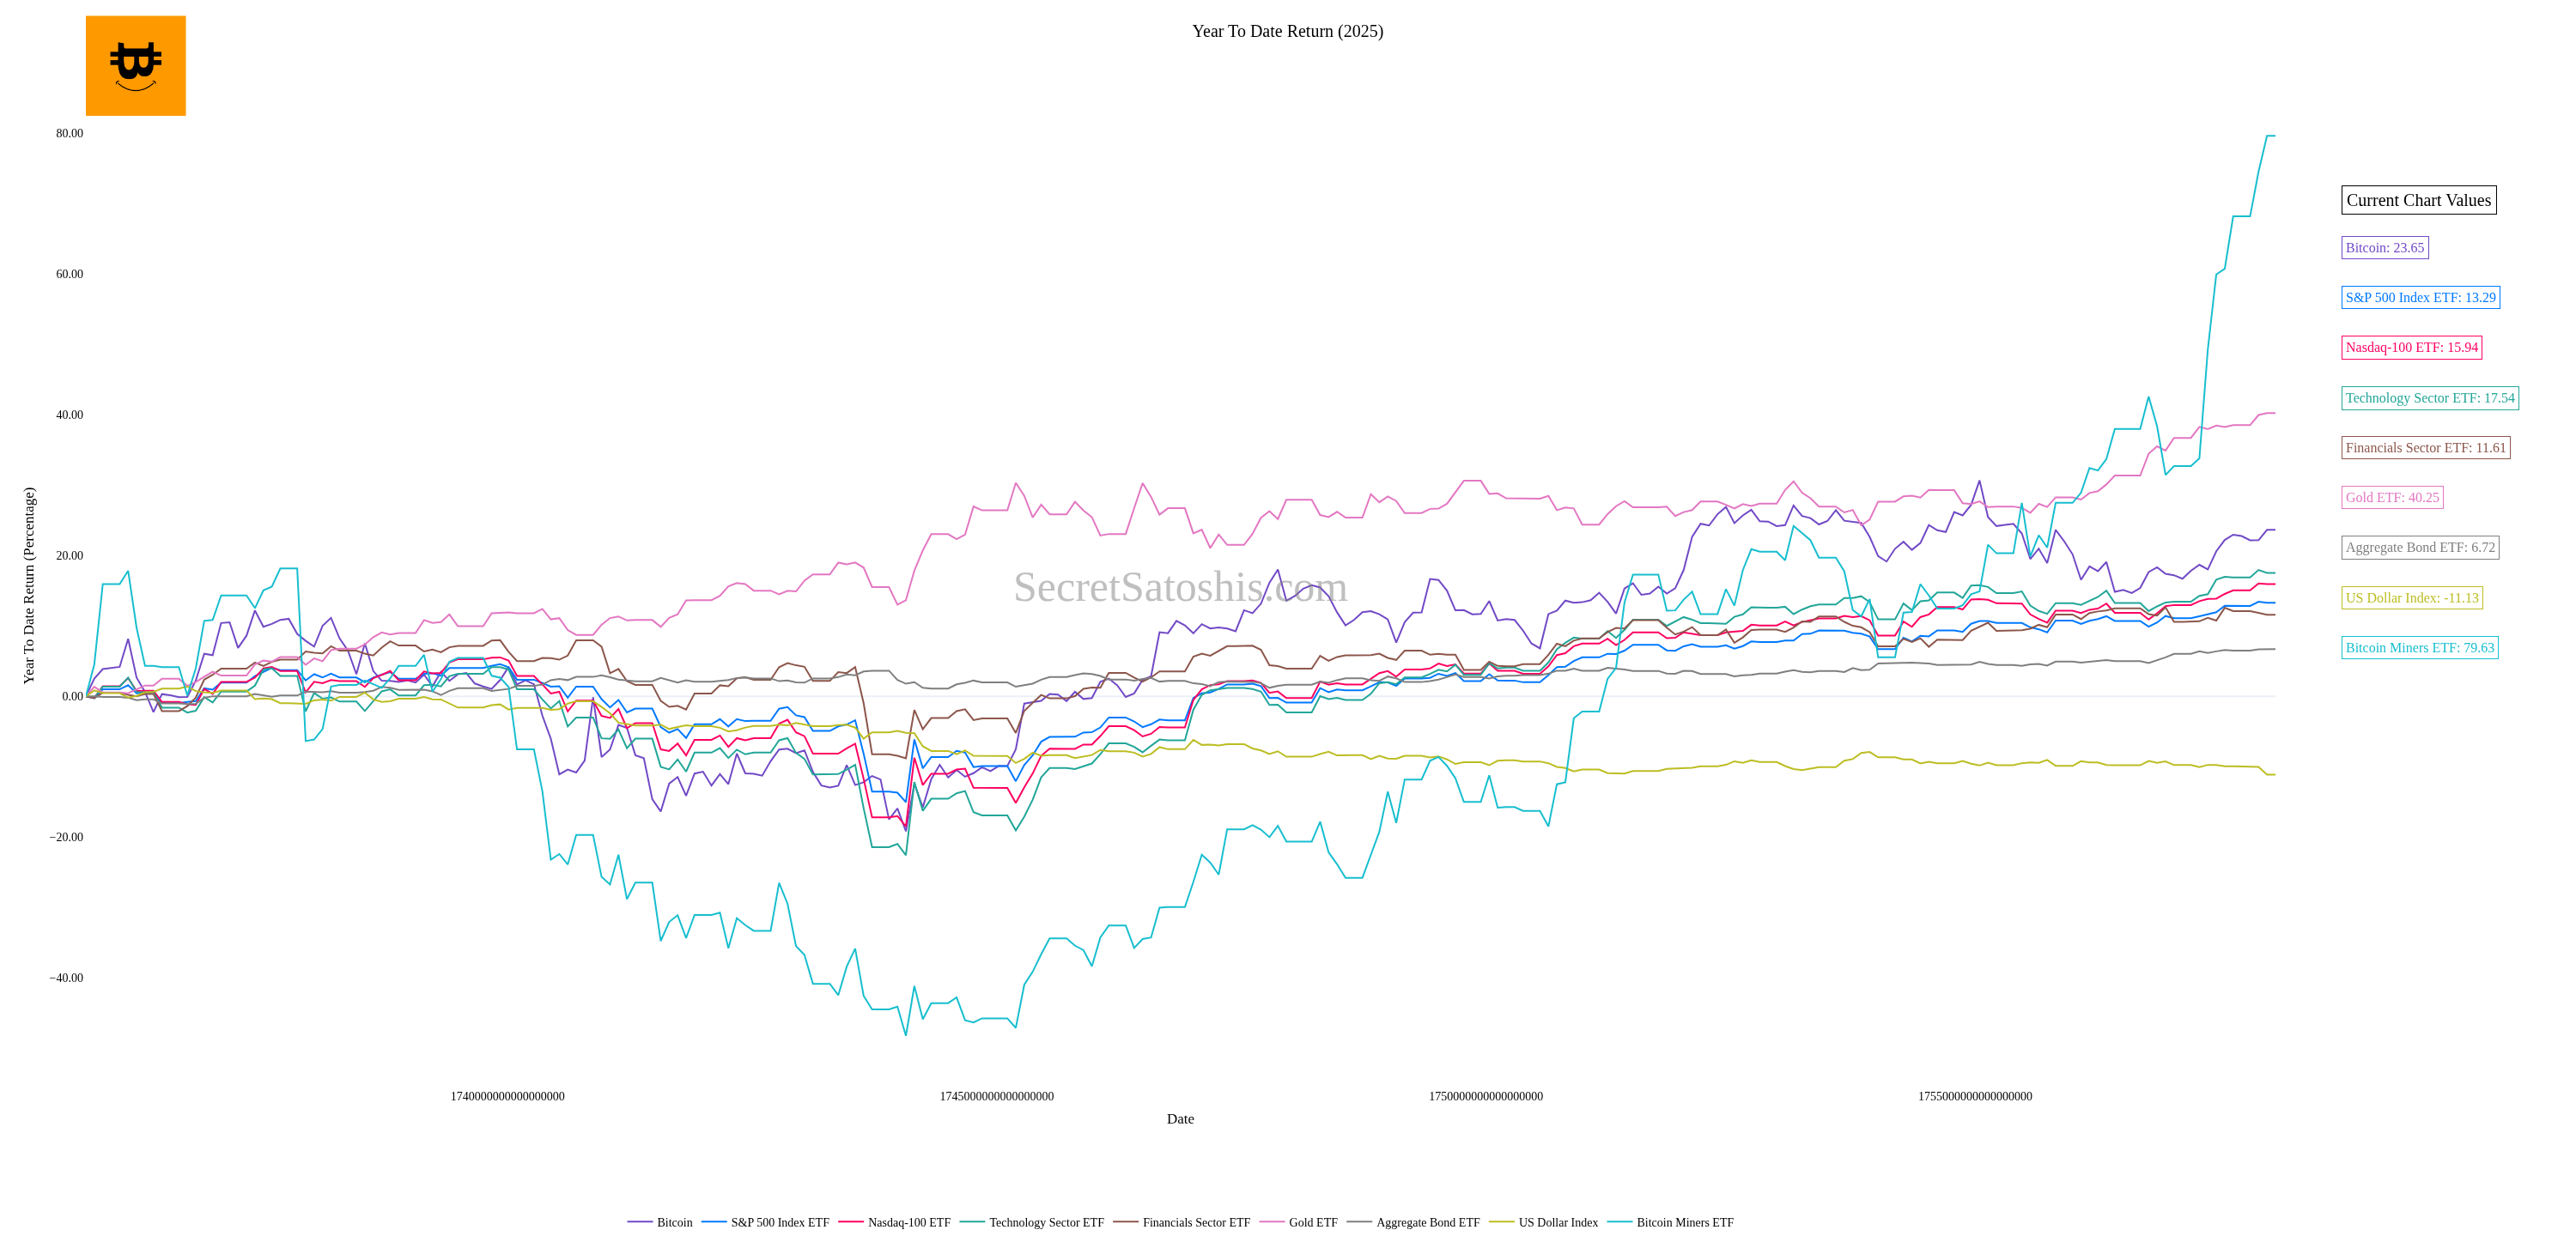 Year To Date Return (2025)
80.00
60.00
40.00
20.00
0.00
−20.00
−40.00
Year To Date Return (Percentage)
SecretSatoshis.com
1740000000000000000
1745000000000000000
1750000000000000000
1755000000000000000
Date
Current Chart Values
Bitcoin: 23.65
S&P 500 Index ETF: 13.29
Nasdaq-100 ETF: 15.94
Technology Sector ETF: 17.54
Financials Sector ETF: 11.61
Gold ETF: 40.25
Aggregate Bond ETF: 6.72
US Dollar Index: -11.13
Bitcoin Miners ETF: 79.63
Bitcoin S&P 500 Index ETF Nasdaq-100 ETF Technology Sector ETF Financials Sector ETF Gold ETF Aggregate Bond ETF US Dollar Index Bitcoin Miners ETF